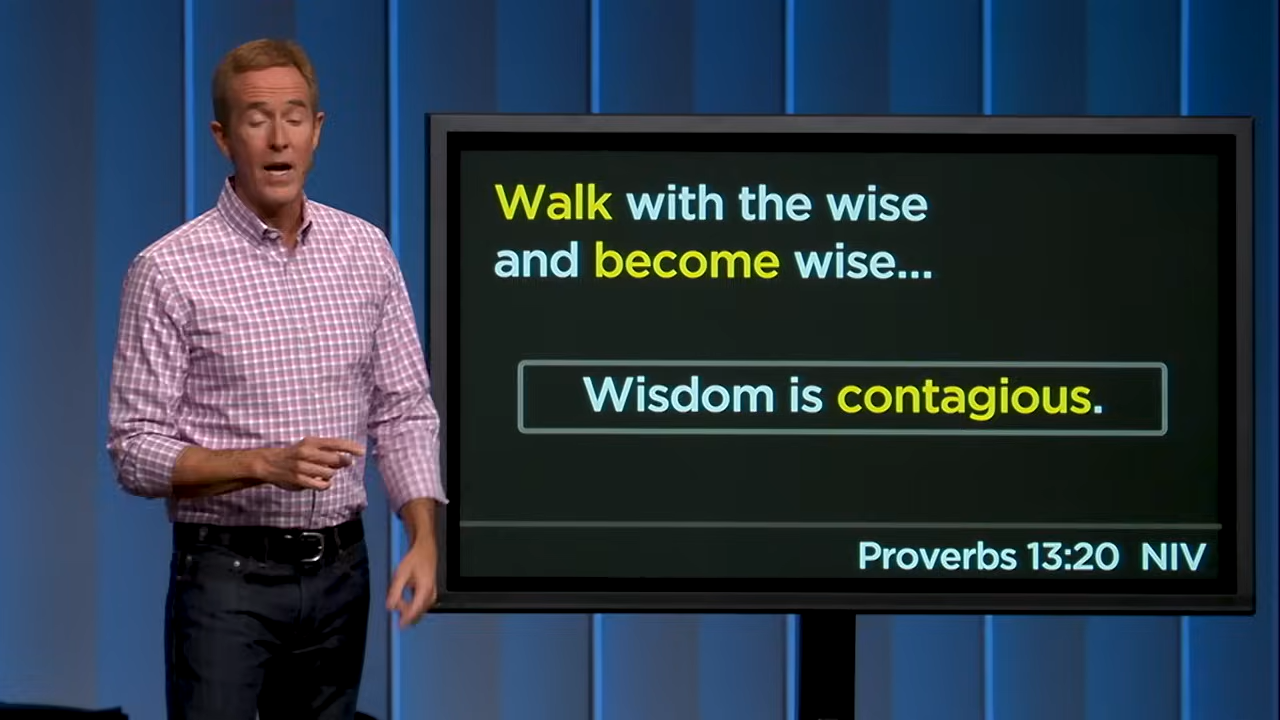 Walk with the wise
and become wise...
Wisdom is contagious.
Proverbs 13:20 NIV